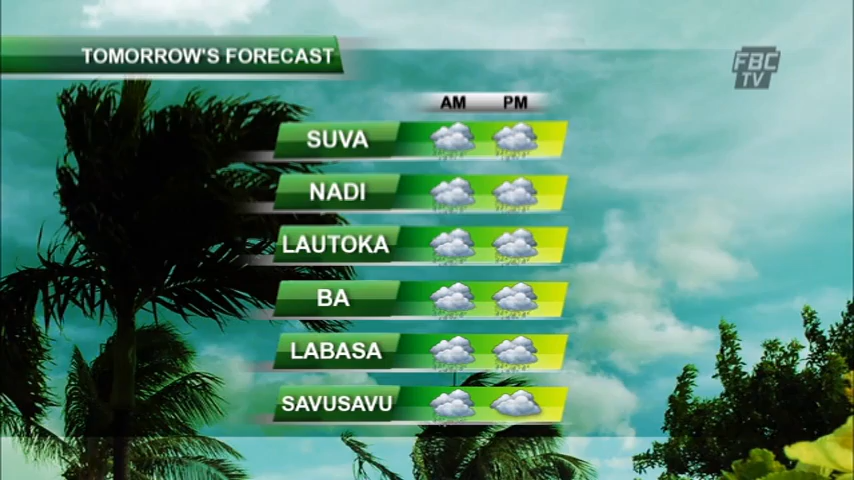 TOMORROW'S FORECAST
FBC
TV
AM PM
SUVA
NADI
LAUTOKA
BA
LABASA
SAVUSAVU